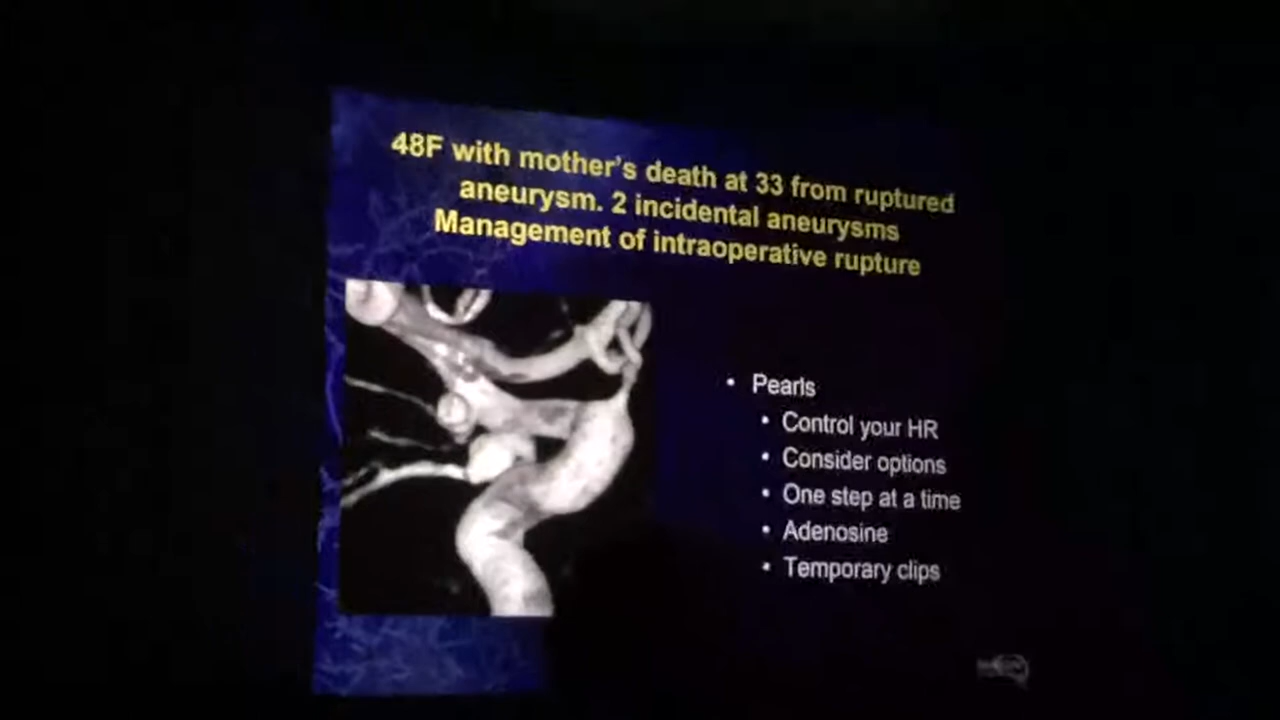 48F with mother's death at 33 from ruptured
aneurysm. 2 incidental aneurysms
Management of intraoperative rupture
• Pearls
• Control your HR
• Consider options
• One step at a time
• Adenosine
• Temporary clips